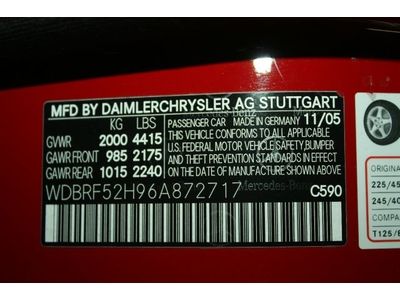 MFD BY DAIMLERCHRYSLER AG STUTTGART
KG LBS
GVWR 2000 4415
GAWR FRONT 985 2175
GAWR REAR 1015 2240
PASSENGER CAR MADE IN GERMANY 11/05
THIS VEHICLE CONFORMS TO ALL APPLICABLE
U.S. FEDERAL MOTOR VEHICLE SAFETY, BUMPER, AND
THEFT PREVENTION STANDARDS IN EFFECT ON THE
DATE OF MANUFACTURE SHOWN ABOVE.
WDBRF52H96A872717
Mercedes-Benz
C590
225/45
245/40
COMPA
T125/8